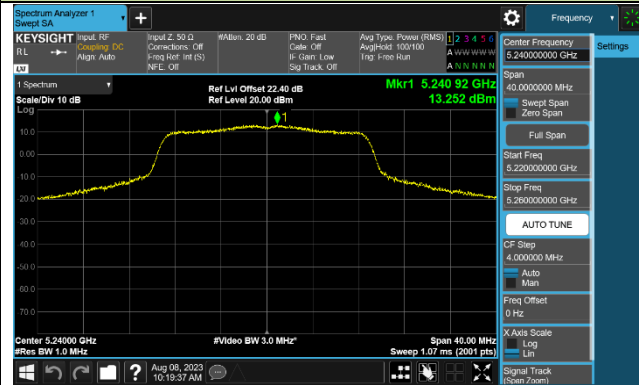 Spectrum Analyzer 1
Swept SA
Frequency
KEYSIGHT
RL
Input: RF
Coupling: DC
Align: Auto
Input Z: 50 Ω
Corrections: Off
Freq Ref: Int (S)
NFE: Off
#Atten: 20 dB
PNO: Fast
Gate: Off
IF Gain: Low
Sig Track: Off
Avg Type: Power (RMS)
Avg|Hold: 100/100
Trig: Free Run
1 2 3 4 5 6
A W W W W W
A N N N N N
LXI
1 Spectrum
Scale/Div 10 dB
Log
Ref Lvl Offset 22.40 dB
Ref Level 20.00 dBm
Mkr1 5.240 92 GHz
13.252 dBm
1
10.0
0.00
-10.0
-20.0
-30.0
-40.0
-50.0
-60.0
-70.0
Center 5.24000 GHz
#Res BW 1.0 MHz
#Video BW 3.0 MHz*
Span 40.00 MHz
Sweep 1.07 ms (2001 pts)
Aug 08, 2023
10:19:37 AM
Center Frequency
5.240000000 GHz
Span
40.0000000 MHz
Swept Span
Zero Span
Full Span
Start Freq
5.220000000 GHz
Stop Freq
5.260000000 GHz
AUTO TUNE
CF Step
4.000000 MHz
Auto
Man
Freq Offset
0 Hz
X Axis Scale
Log
Lin
Signal Track
(Span Zoom)
Settings